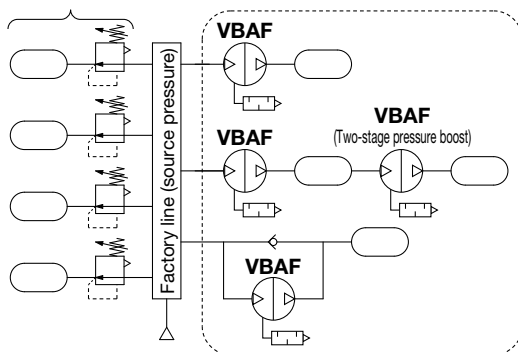 VBAF
Factory line (source pressure)
VBAF
VBAF
(Two-stage pressure boost)
VBAF